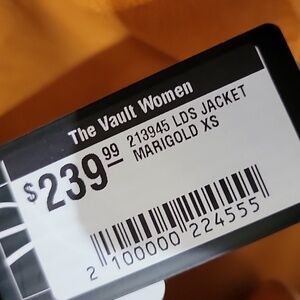 The Vault Women
$239.99 213945 LDS JACKET
MARIGOLD XS
2 100000 224555